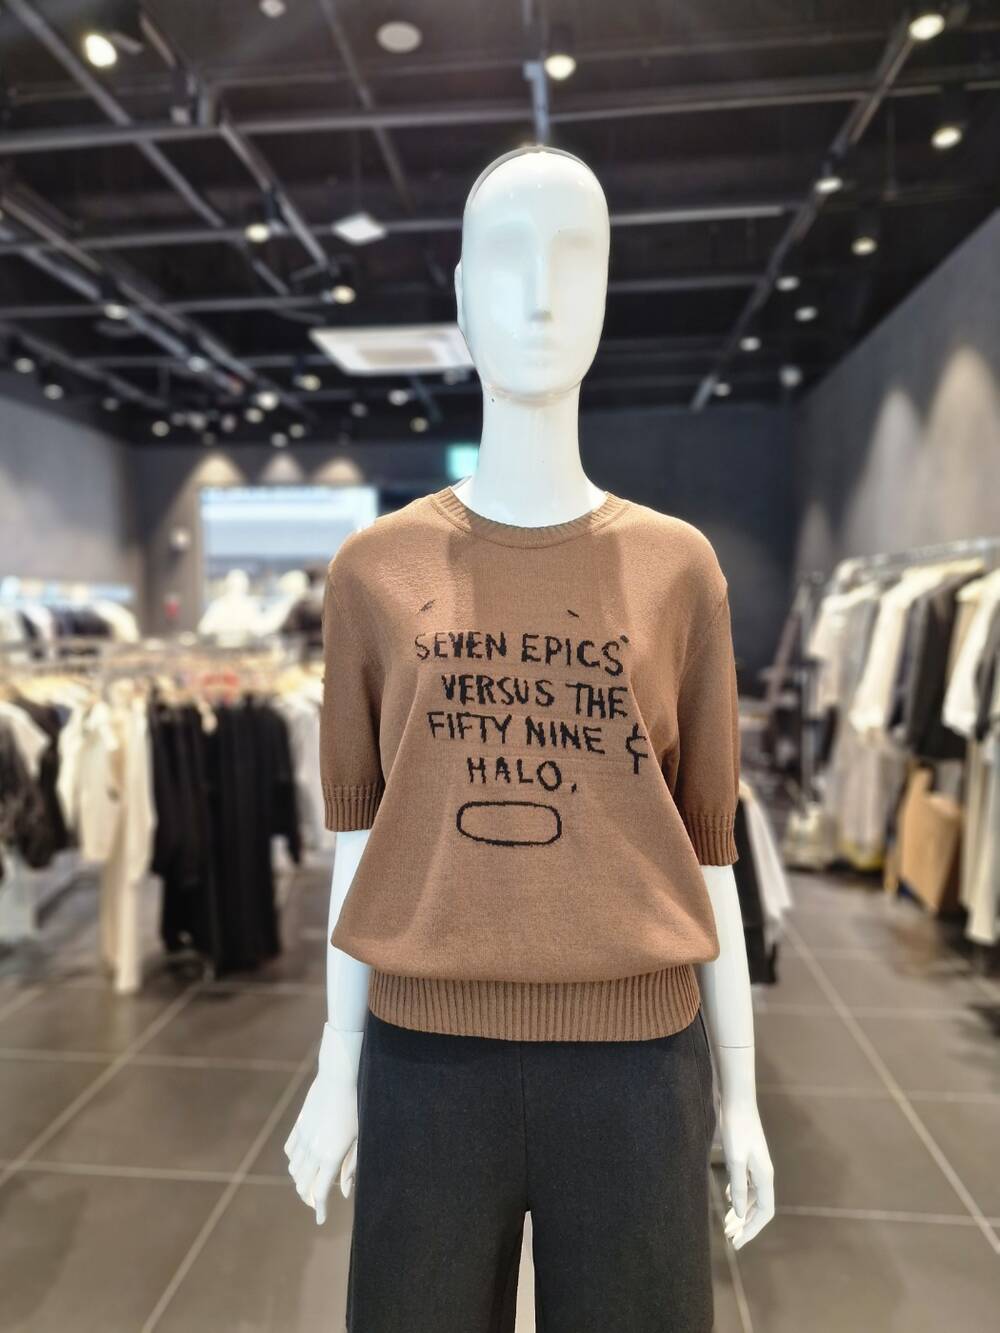 SEVEN EPICS'
VERSUS THE
FIFTY NINE &
HALO,